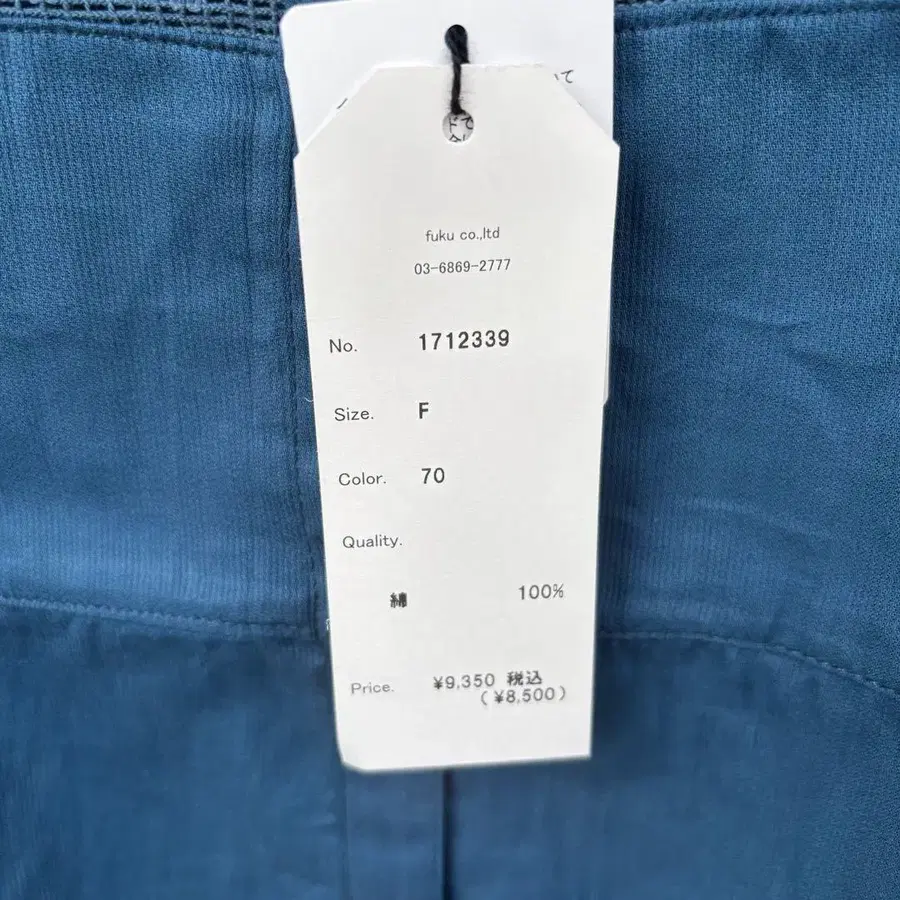 fuku co.,ltd
03-6869-2777
No. 1712339
Size. F
Color. 70
Quality.
綿 100%
Price. ¥9,350 税込
(¥8,500)